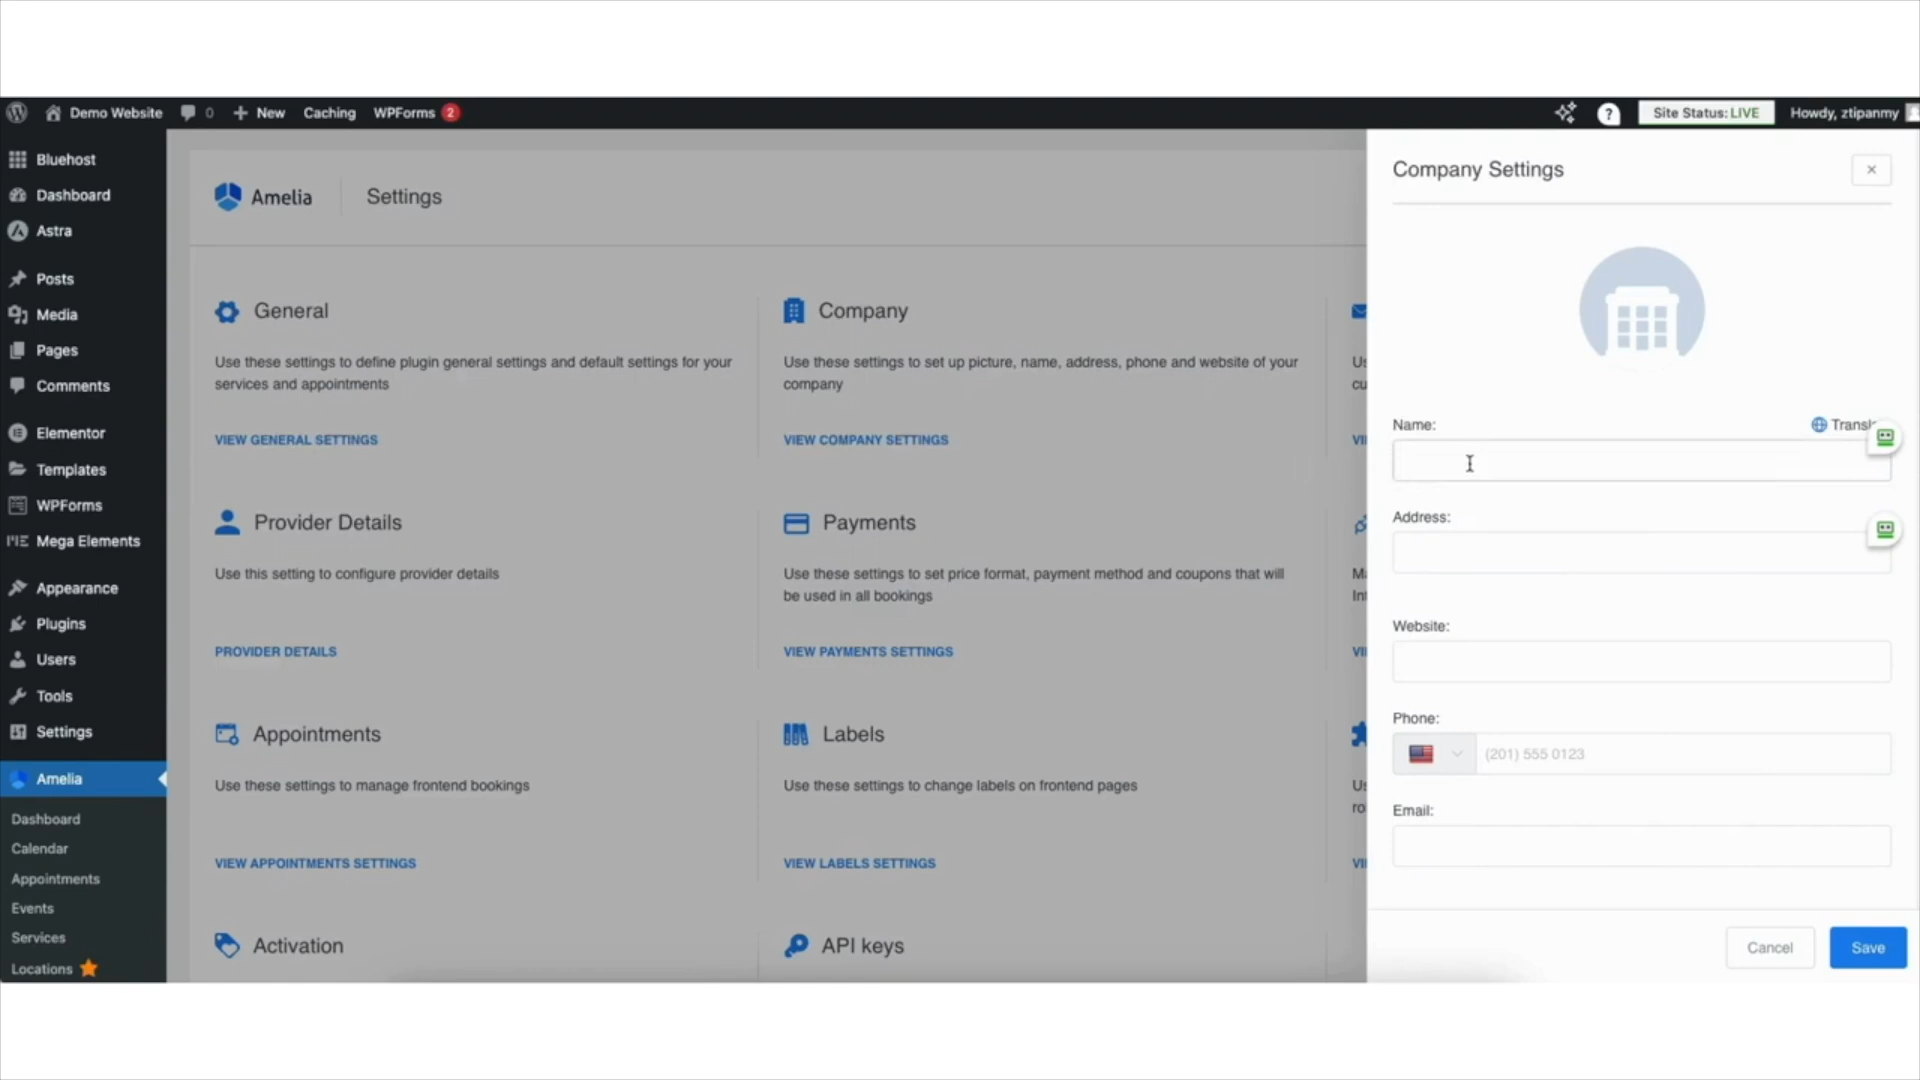 Demo Website 0 New Caching WPForms 2 ? Site Status: LIVE Howdy, ztipanmy
Bluehost
Dashboard
Astra
Posts
Media
Pages
Comments
Elementor
Templates
WPForms
Mega Elements
Appearance
Plugins
Users
Tools
Settings
Amelia
Dashboard
Calendar
Appointments
Events
Services
Locations
Amelia Settings
General
Use these settings to define plugin general settings and default settings for your
services and appointments
VIEW GENERAL SETTINGS
Company
Use these settings to set up picture, name, address, phone and website of your
company
VIEW COMPANY SETTINGS
Provider Details
Use this setting to configure provider details
PROVIDER DETAILS
Payments
Use these settings to set price format, payment method and coupons that will
be used in all bookings
VIEW PAYMENTS SETTINGS
Appointments
Use these settings to manage frontend bookings
VIEW APPOINTMENTS SETTINGS
Labels
Use these settings to change labels on frontend pages
VIEW LABELS SETTINGS
Activation
API keys
Company Settings
Name:
Address:
Website:
Phone:
(201) 555 0123
Email:
Cancel Save